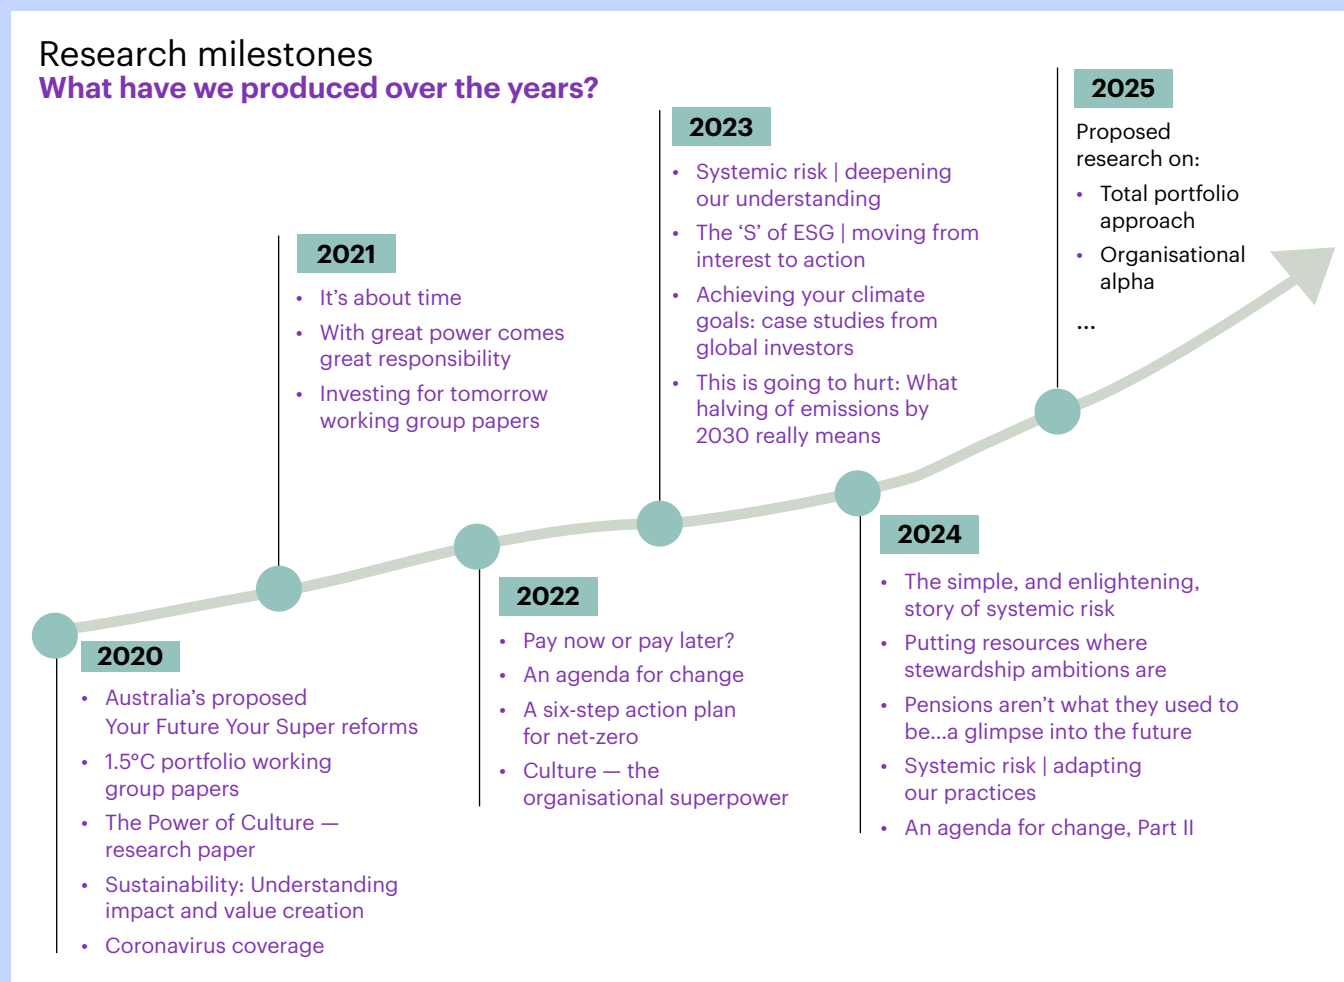 Research milestones
What have we produced over the years?
2020
• Australia’s proposed
Your Future Your Super reforms
• 1.5°C portfolio working
group papers
• The Power of Culture —
research paper
• Sustainability: Understanding
impact and value creation
• Coronavirus coverage
2021
• It’s about time
• With great power comes
great responsibility
• Investing for tomorrow
working group papers
2022
• Pay now or pay later?
• An agenda for change
• A six-step action plan
for net-zero
• Culture — the
organisational superpower
2023
• Systemic risk | deepening
our understanding
• The ‘S’ of ESG | moving from
interest to action
• Achieving your climate
goals: case studies from
global investors
• This is going to hurt: What
halving of emissions by
2030 really means
2024
• The simple, and enlightening,
story of systemic risk
• Putting resources where
stewardship ambitions are
• Pensions aren’t what they used to
be...a glimpse into the future
• Systemic risk | adapting
our practices
• An agenda for change, Part II
2025
Proposed
research on:
• Total portfolio
approach
• Organisational
alpha
...